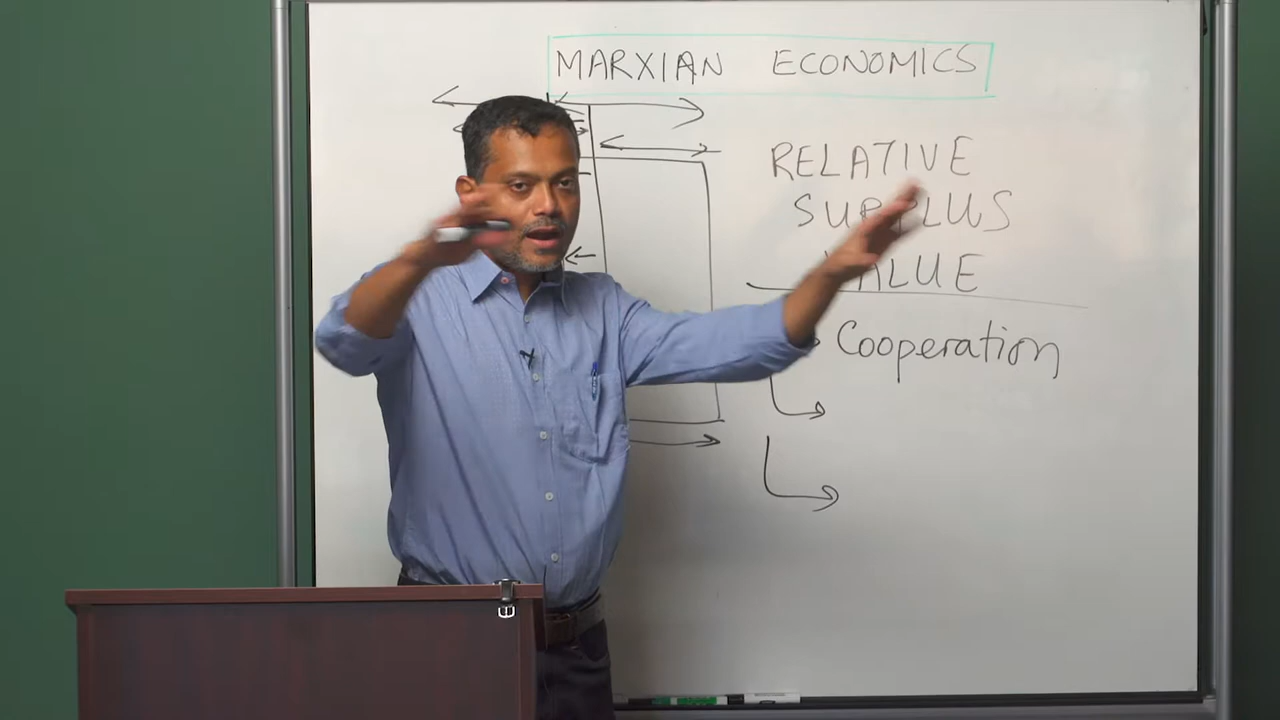 MARXIAN ECONOMICS
RELATIVE
SURPLUS
VALUE
Cooperation